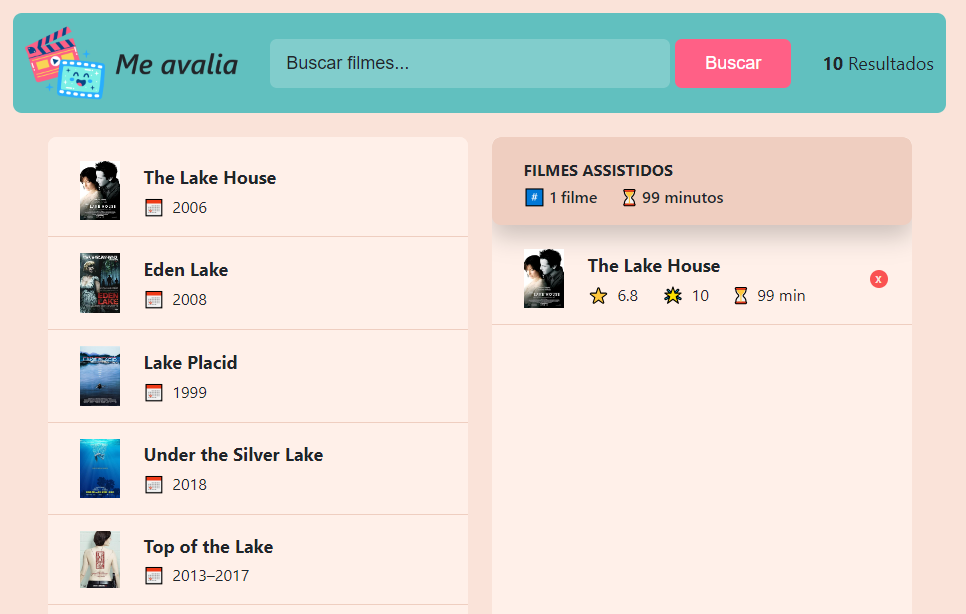 Me avalia
Buscar filmes...
Buscar
10 Resultados
The Lake House
2006
Eden Lake
2008
Lake Placid
1999
Under the Silver Lake
2018
Top of the Lake
2013–2017
FILMES ASSISTIDOS
# 1 filme 99 minutos
The Lake House
6.8 10 99 min
X